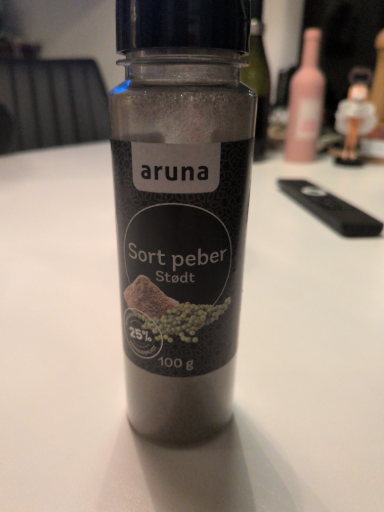 aruna
Sort peber
Stødt
25%
100 g